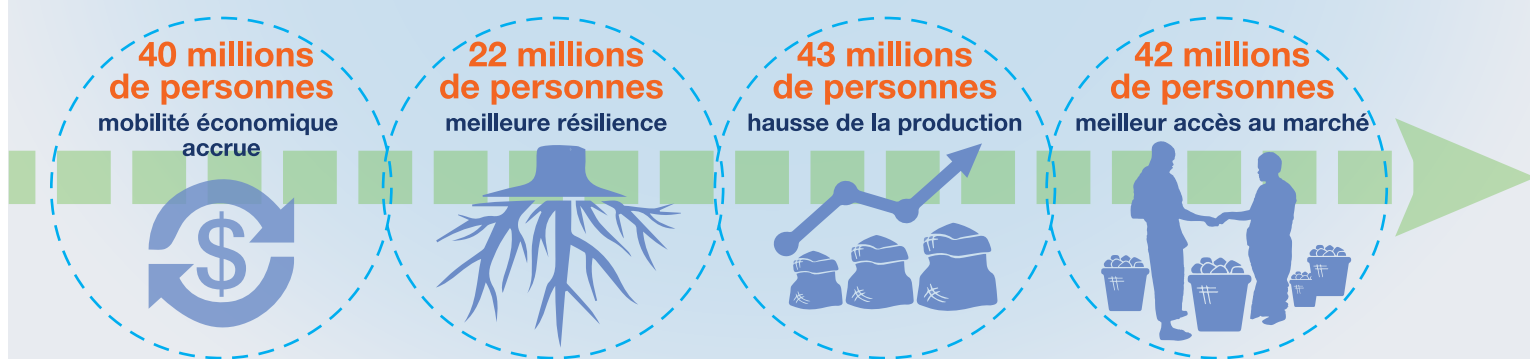 40 millions
de personnes
mobilité économique
accrue
$
22 millions
de personnes
meilleure résilience
43 millions
de personnes
hausse de la production
42 millions
de personnes
meilleur accès au marché